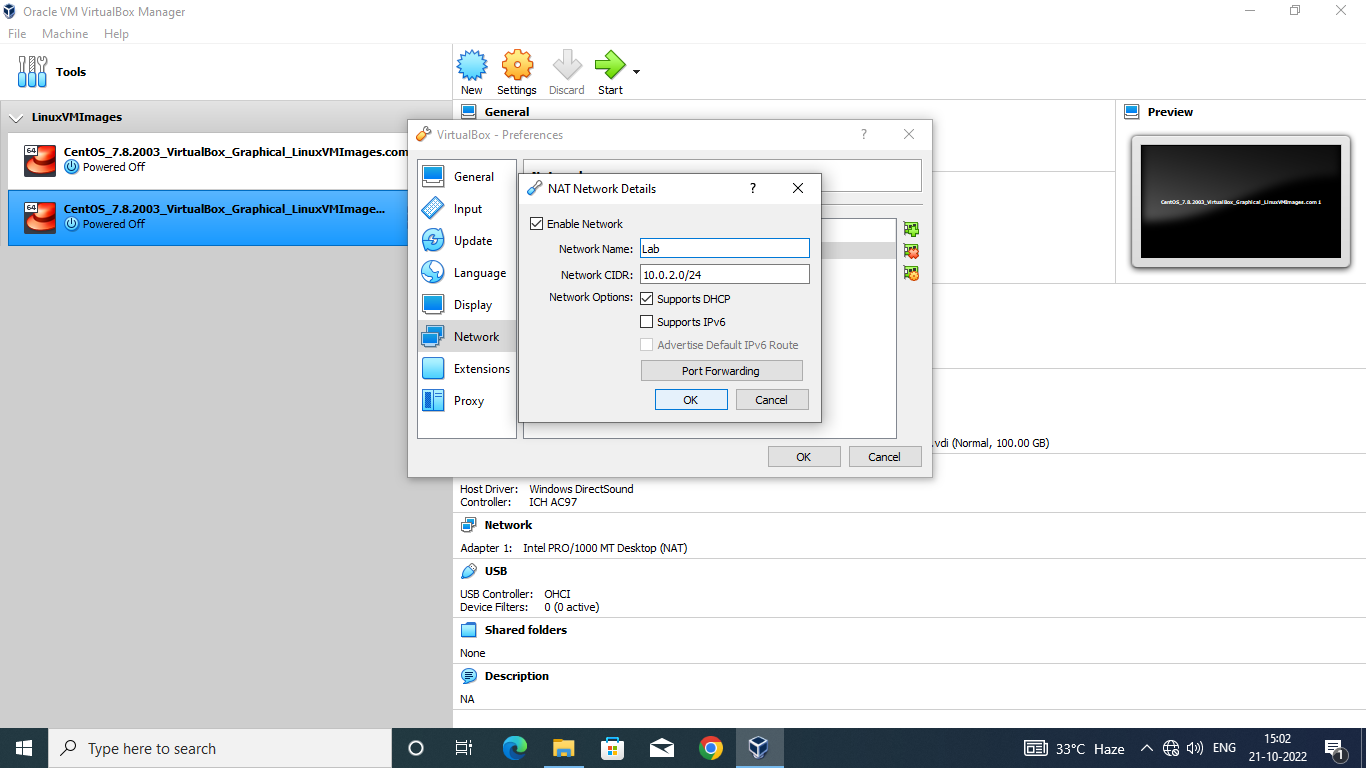 Oracle VM VirtualBox Manager
File Machine Help
Tools
New Settings Discard Start
LinuxVMImages
64 CentOS_7.8.2003_VirtualBox_Graphical_LinuxVMImages.com
Powered Off
64 CentOS_7.8.2003_VirtualBox_Graphical_LinuxVMImage...
Powered Off
General
Preview
CentOS_7.8.2003_VirtualBox_Graphical_LinuxVMImages.com 1
VirtualBox - Preferences ?
General
Input
Update
Language
Display
Network
Extensions
Proxy
NAT Network Details ?
Enable Network
Network Name: Lab
Network CIDR: 10.0.2.0/24
Network Options: Supports DHCP
Supports IPv6
Advertise Default IPv6 Route
Port Forwarding
OK Cancel
OK Cancel
.vdi (Normal, 100.00 GB)
Host Driver: Windows DirectSound
Controller: ICH AC97
Network
Adapter 1: Intel PRO/1000 MT Desktop (NAT)
USB
USB Controller: OHCI
Device Filters: 0 (0 active)
Shared folders
None
Description
NA
Type here to search
33°C Haze
ENG
15:02
21-10-2022
1